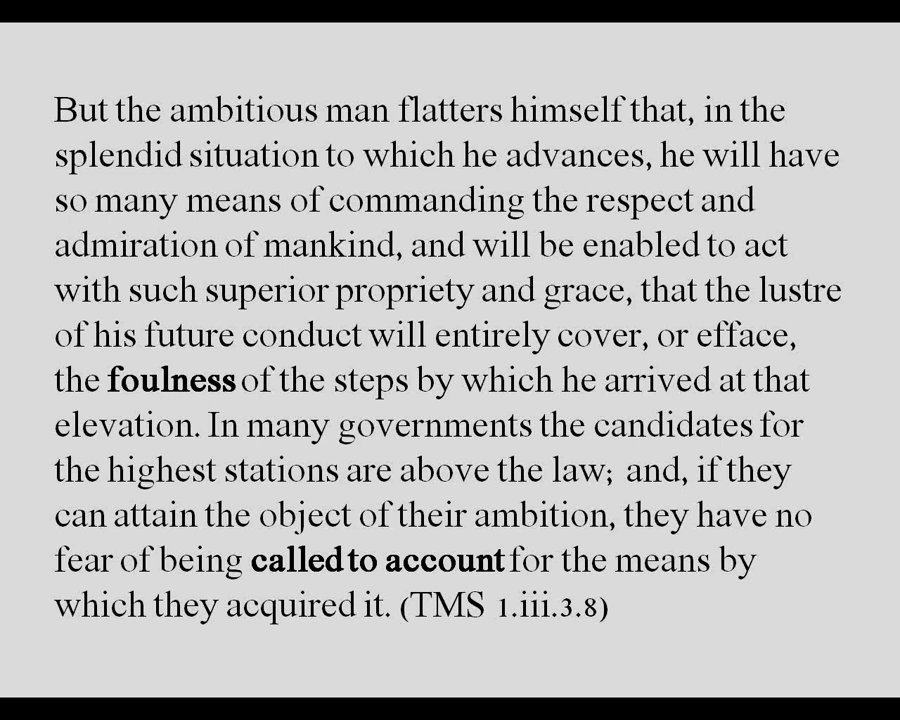 But the ambitious man flatters himself that, in the
splendid situation to which he advances, he will have
so many means of commanding the respect and
admiration of mankind, and will be enabled to act
with such superior propriety and grace, that the lustre
of his future conduct will entirely cover, or efface,
the foulness of the steps by which he arrived at that
elevation. In many governments the candidates for
the highest stations are above the law; and, if they
can attain the object of their ambition, they have no
fear of being called to account for the means by
which they acquired it. (TMS 1.iii.3.8)